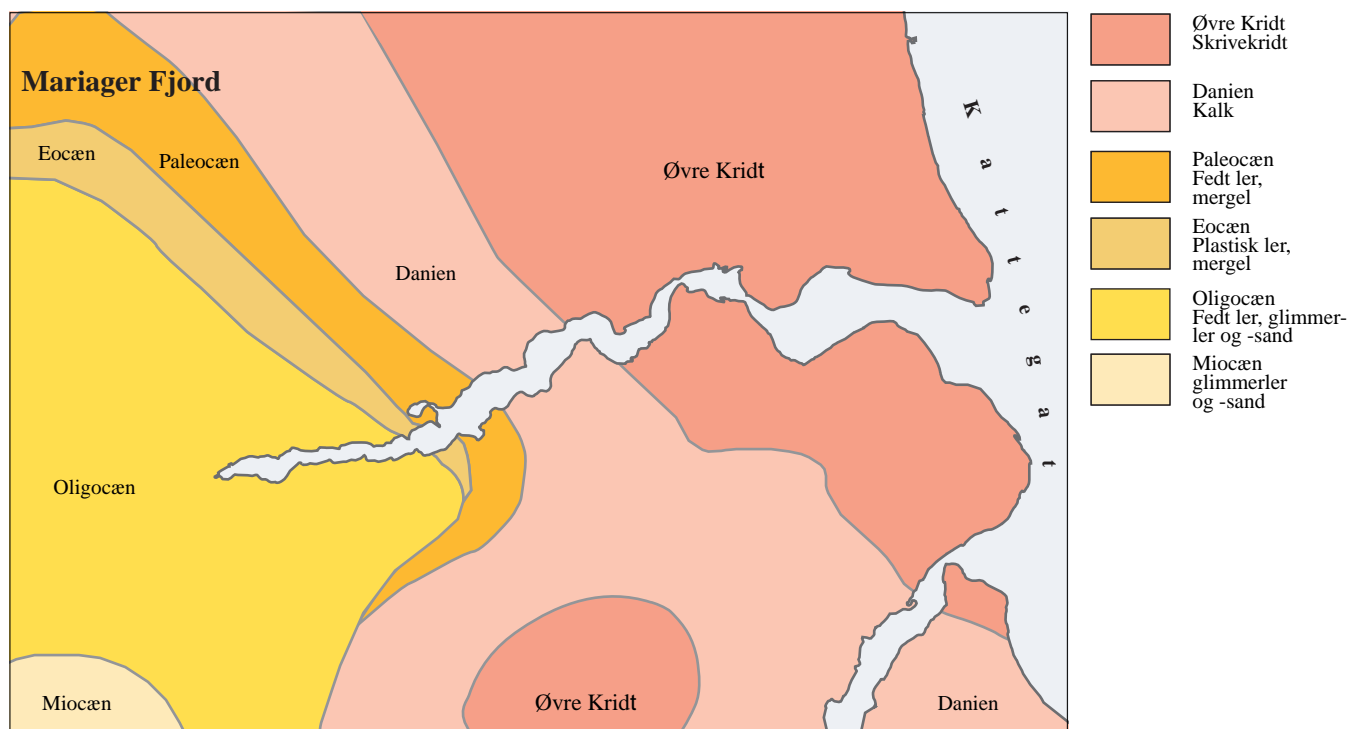 Mariager Fjord
Eocæn
Paleocæn
Øvre Kridt
Danien
Kattegat
Oligocæn
Miocæn
Øvre Kridt
Danien
Øvre Kridt
Skrivekridt
Danien
Kalk
Paleocæn
Fedt ler,
mergel
Eocæn
Plastisk ler,
mergel
Oligocæn
Fedt ler, glimmer-
ler og -sand
Miocæn
glimmerler
og -sand